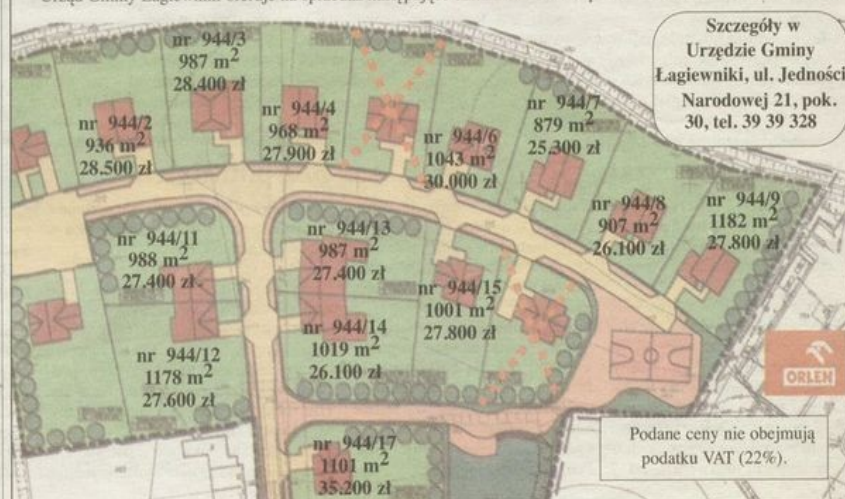 nr 944/3
987 m²
28.400 zł
nr 944/2
936 m²
28.500 zł
nr 944/4
968 m²
27.900 zł
nr 944/6
1043 m²
30.000 zł
nr 944/7
879 m²
25.300 zł
Szczegóły w
Urzędzie Gminy
Łagiewniki, ul. Jedności
Narodowej 21, pok.
30, tel. 39 39 328
nr 944/8
907 m²
26.100 zł
nr 944/9
1182 m²
27.800 zł
nr 944/11
988 m²
27.400 zł.
nr 944/13
987 m²
27.400 zł
nr 944/15
1001 m²
27.800 zł
nr 944/12
1178 m²
27.600 zł
nr 944/14
1019 m²
26.100 zł
ORLEN
nr 944/17
1101 m²
35.200 zł
Podane ceny nie obejmują
podatku VAT (22%).